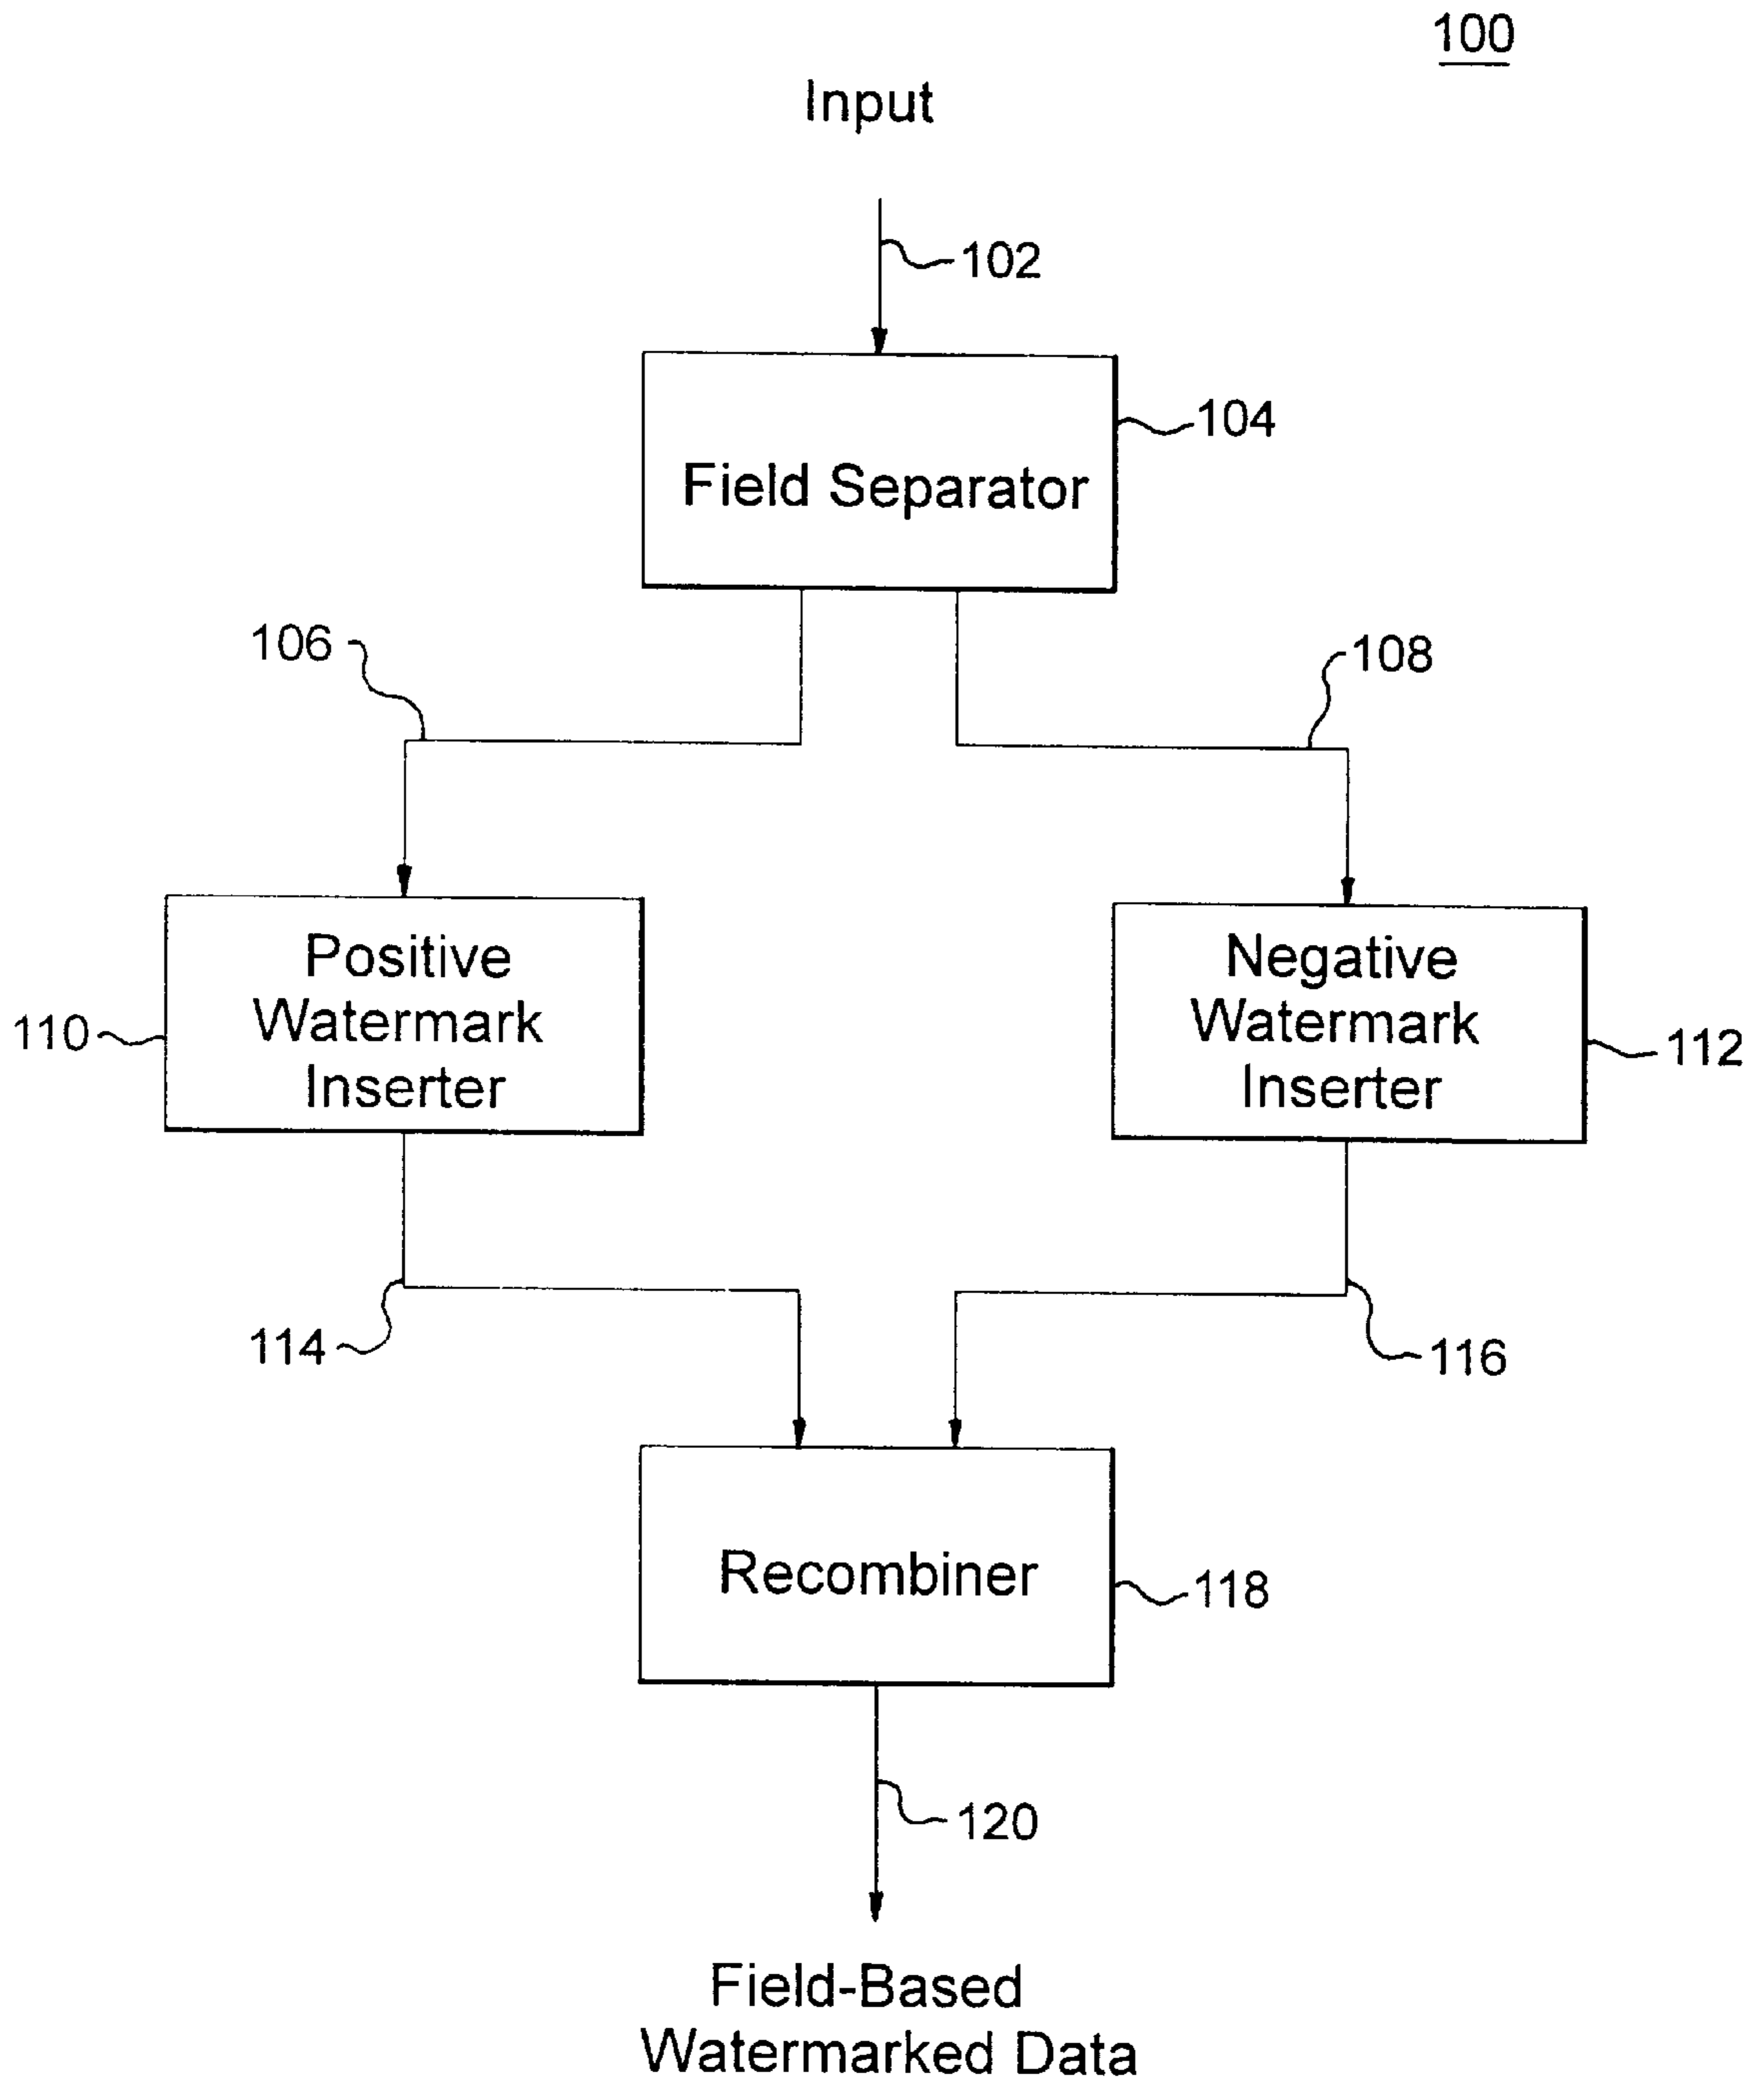 100
Input
102
104
Field Separator
106
108
Positive
Watermark
Inserter
110
Negative
Watermark
Inserter
112
114
116
Recombiner
118
120
Field-Based
Watermarked Data